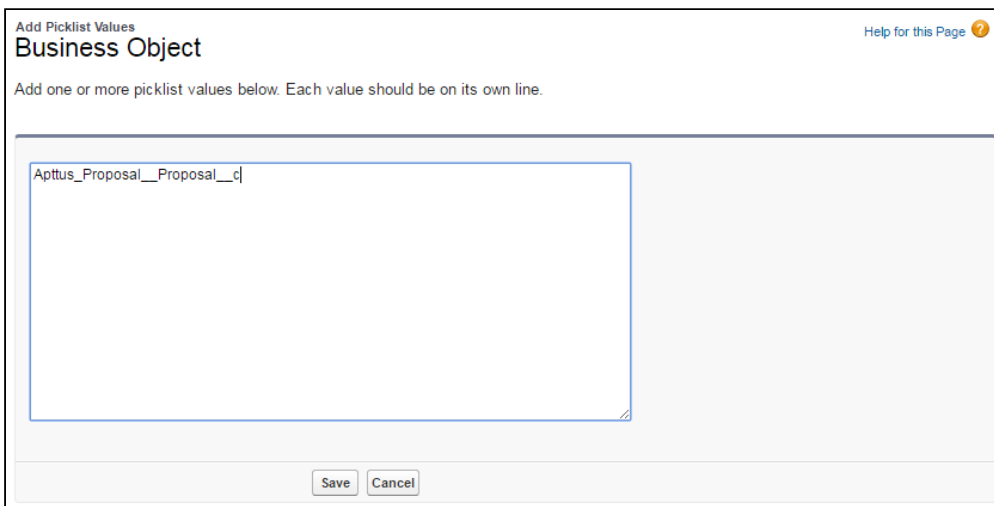 Add Picklist Values
Business Object
Help for this Page ?
Add one or more picklist values below. Each value should be on its own line.
Apttus_Proposal__Proposal__c
Save Cancel